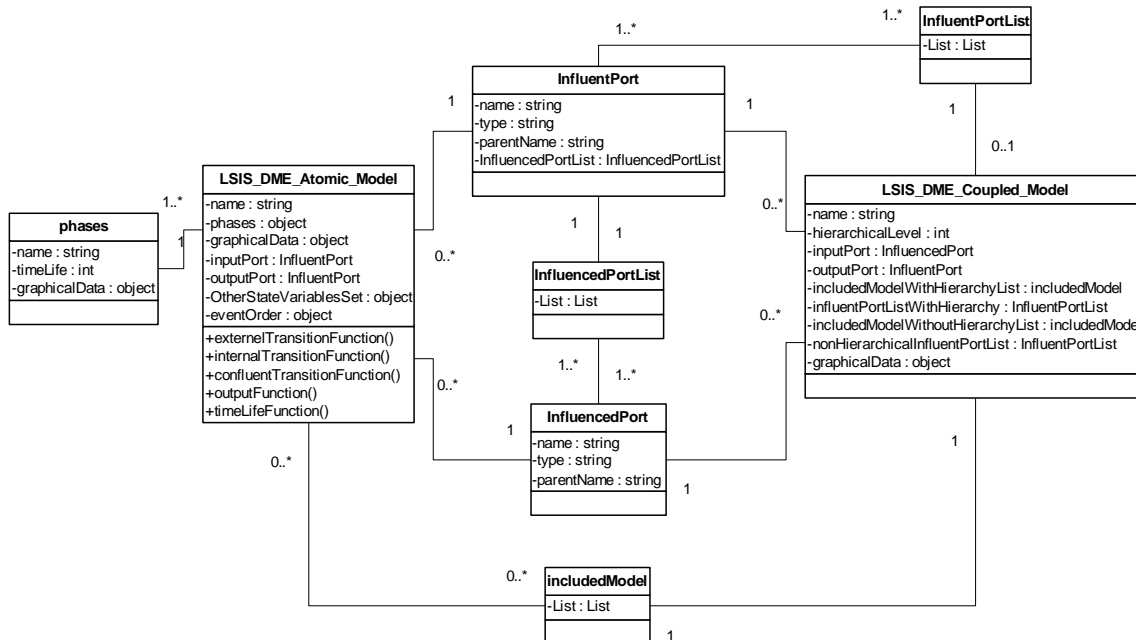 InfluentPortList
-List : List
1..*
1..*
InfluentPort
-name : string
-type : string
-parentName : string
-InfluencedPortList : InfluencedPortList
1
1
1
0..1
LSIS_DME_Atomic_Model
-name : string
-phases : object
-graphicalData : object
-inputPort : InfluentPort
-outputPort : InfluentPort
-OtherStateVariablesSet : object
-eventOrder : object
+externelTransitionFunction()
+internalTransitionFunction()
+confluentTransitionFunction()
+outputFunction()
+timeLifeFunction()
LSIS_DME_Coupled_Model
-name : string
-hierarchicalLevel : int
-inputPort : InfluencedPort
-outputPort : InfluentPort
-includedModelWithHierarchyList : includedModel
-influentPortListWithHierarchy : InfluentPortList
-includedModelWithoutHierarchyList : includedMode
-nonHierarchicalInfluentPortList : InfluentPortList
-graphicalData : object
phases
-name : string
-timeLife : int
-graphicalData : object
1..*
1
0..*
0..*
1
1
InfluencedPortList
-List : List
0..*
1..*
1..*
0..*
InfluencedPort
-name : string
-type : string
-parentName : string
1
1
0..*
1
0..*
includedModel
-List : List
1